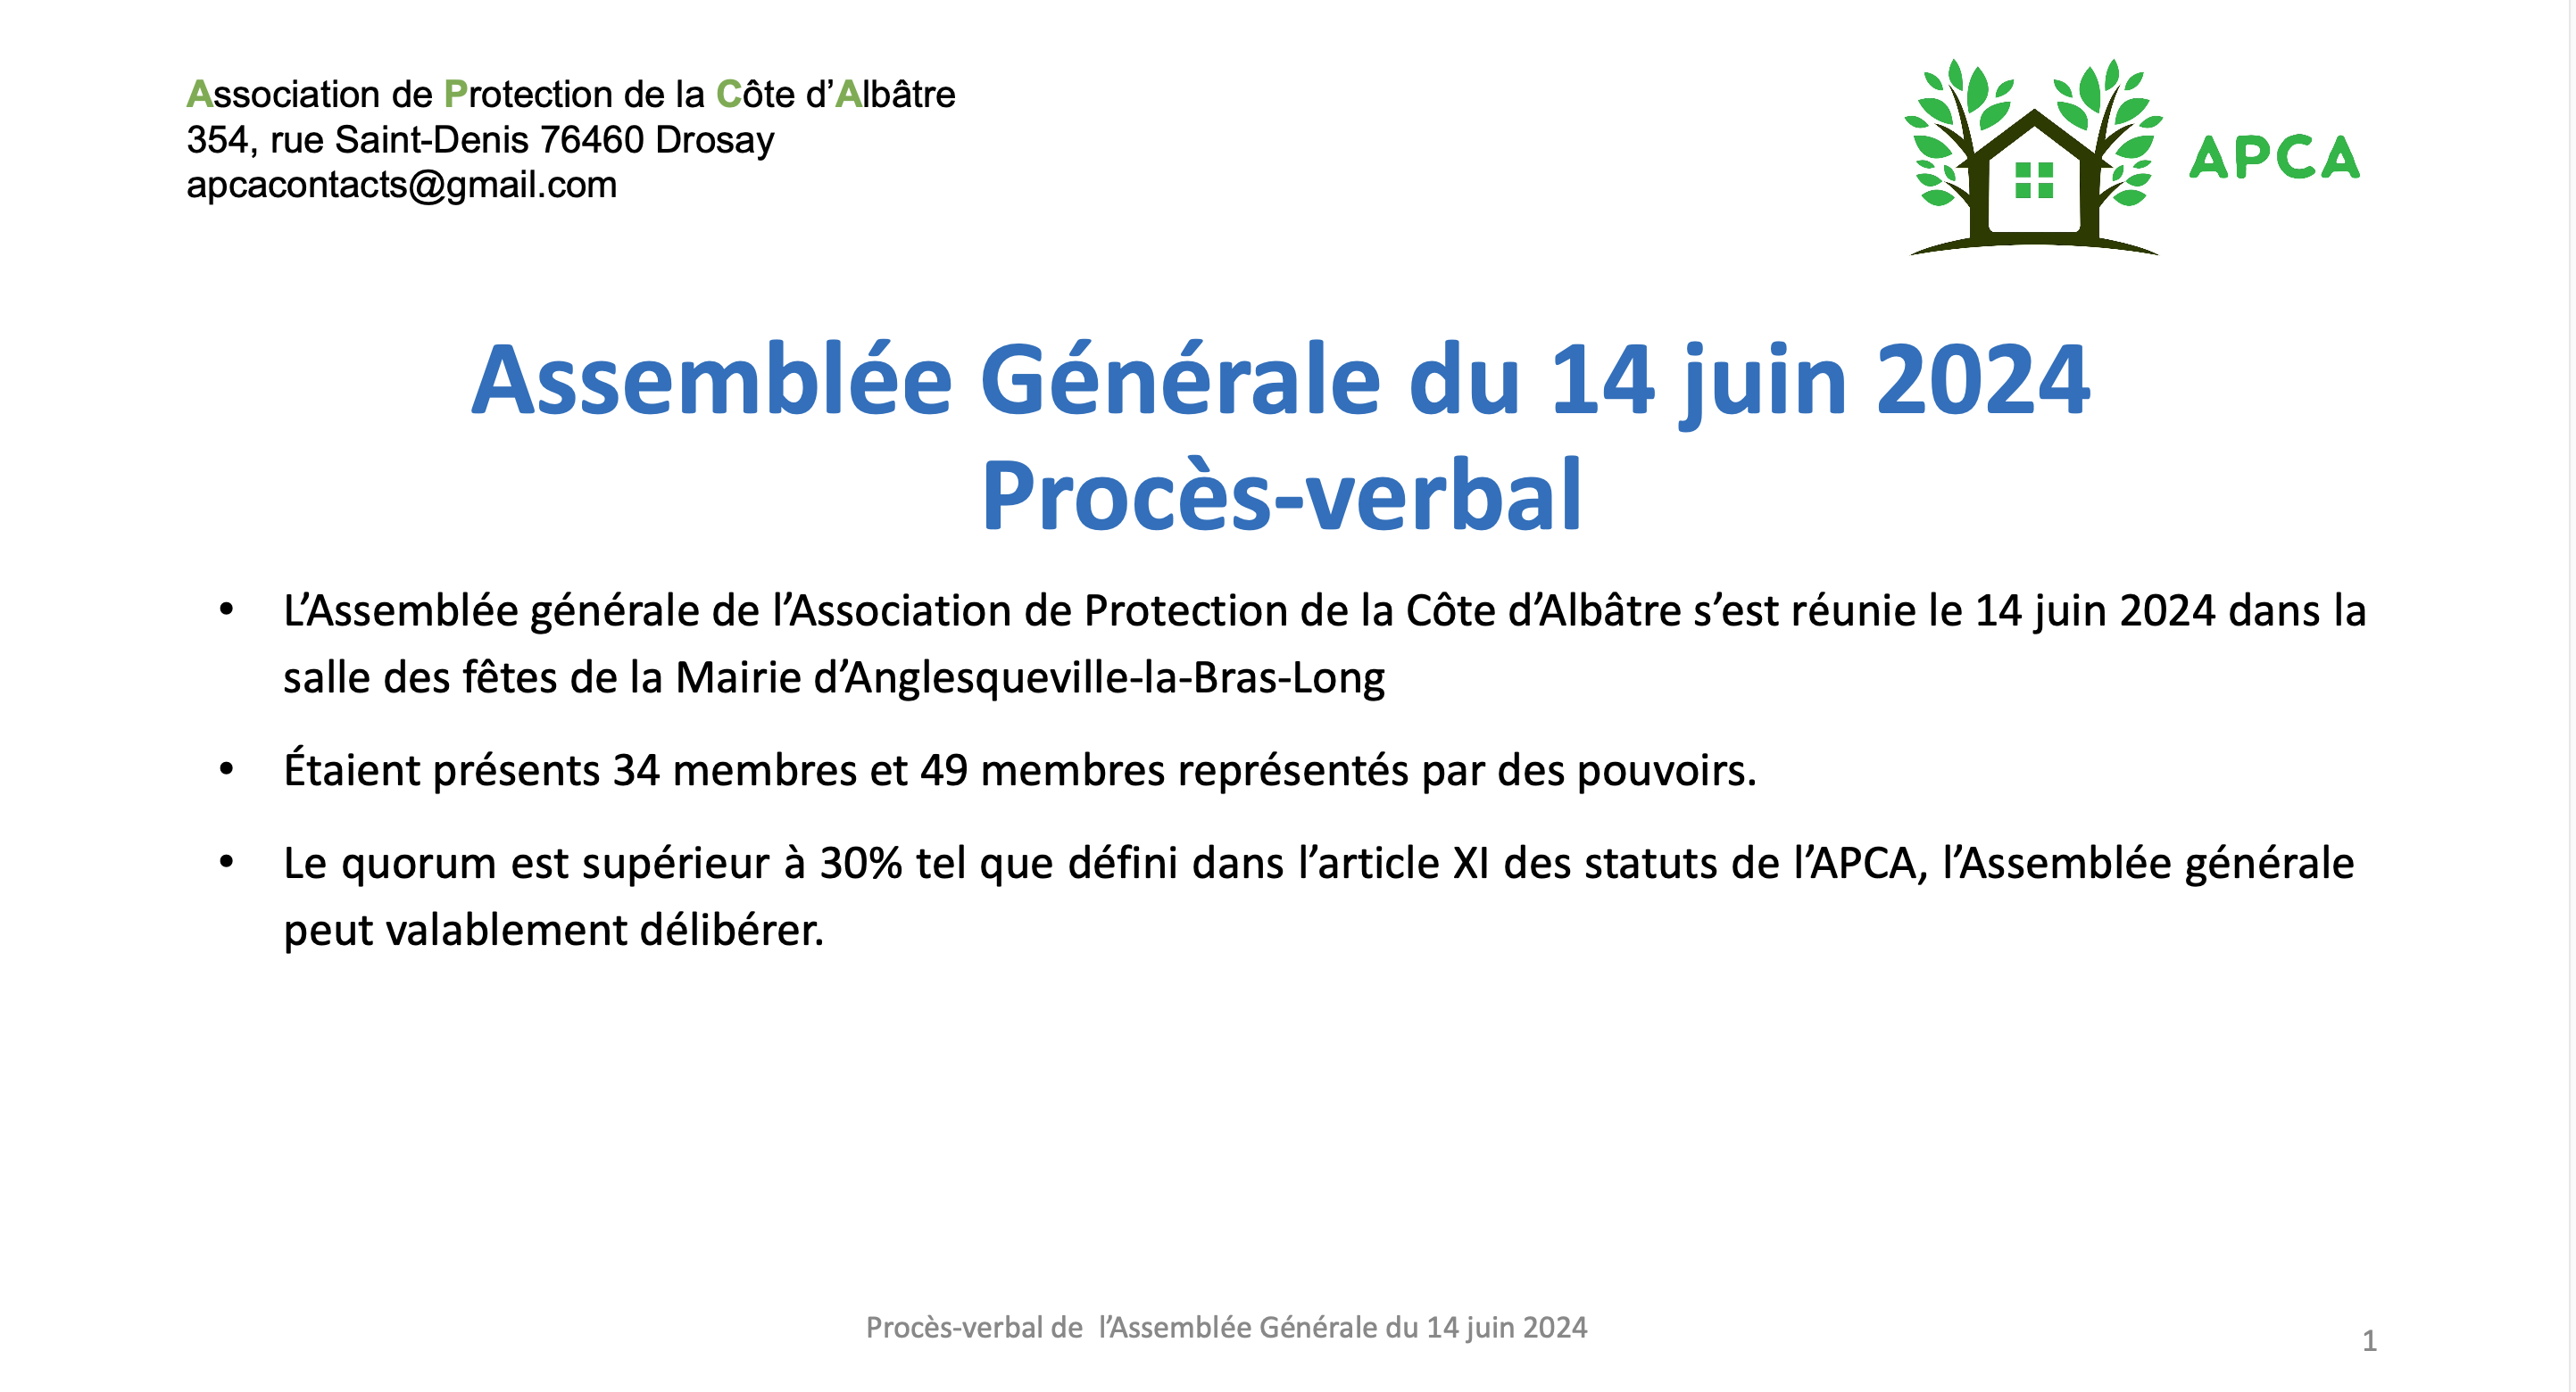 Association de Protection de la Côte d’Albâtre
354, rue Saint-Denis 76460 Drosay
apcacontacts@gmail.com
APCA
Assemblée Générale du 14 juin 2024
Procès-verbal
• L’Assemblée générale de l’Association de Protection de la Côte d’Albâtre s’est réunie le 14 juin 2024 dans la
salle des fêtes de la Mairie d’Anglesqueville-la-Bras-Long
• Étaient présents 34 membres et 49 membres représentés par des pouvoirs.
• Le quorum est supérieur à 30% tel que défini dans l’article XI des statuts de l’APCA, l’Assemblée générale
peut valablement délibérer.
Procès-verbal de  l’Assemblée Générale du 14 juin 2024
1